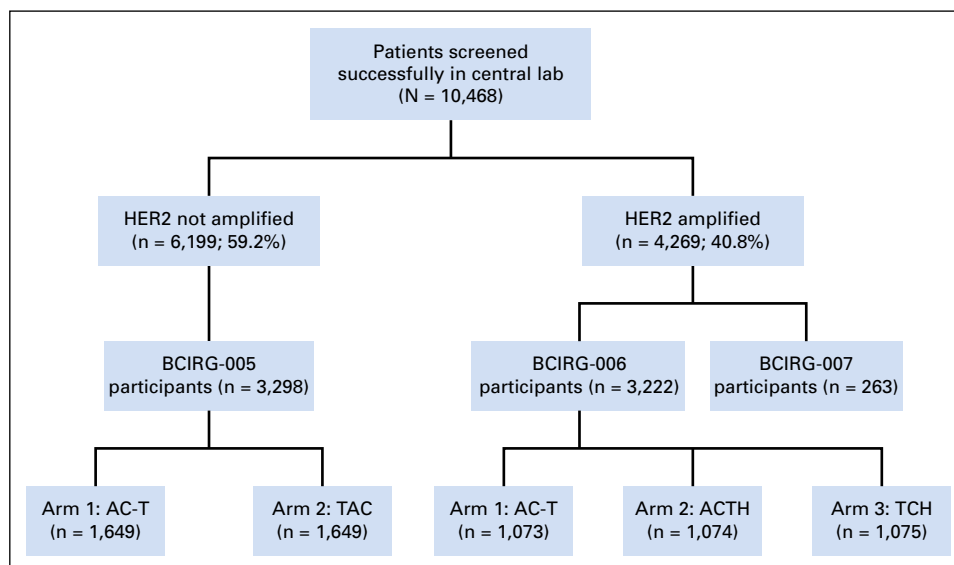 Patients screened
successfully in central lab
(N = 10,468)
HER2 not amplified
(n = 6,199; 59.2%)
HER2 amplified
(n = 4,269; 40.8%)
BCIRG-005
participants (n = 3,298)
BCIRG-006
participants (n = 3,222)
BCIRG-007
participants (n = 263)
Arm 1: AC-T
(n = 1,649)
Arm 2: TAC
(n = 1,649)
Arm 1: AC-T
(n = 1,073)
Arm 2: ACTH
(n = 1,074)
Arm 3: TCH
(n = 1,075)